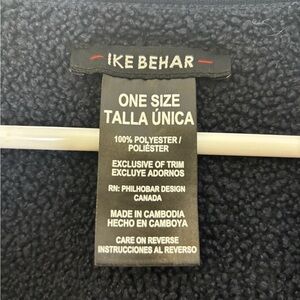 IKE BEHAR
ONE SIZE
TALLA ÚNICA
100% POLYESTER /
POLIÉSTER
EXCLUSIVE OF TRIM
EXCLUYE ADORNOS
RN: PHILHOBAR DESIGN
CANADA
MADE IN CAMBODIA
HECHO EN CAMBOYA
CARE ON REVERSE
INSTRUCCIONES AL REVERSO